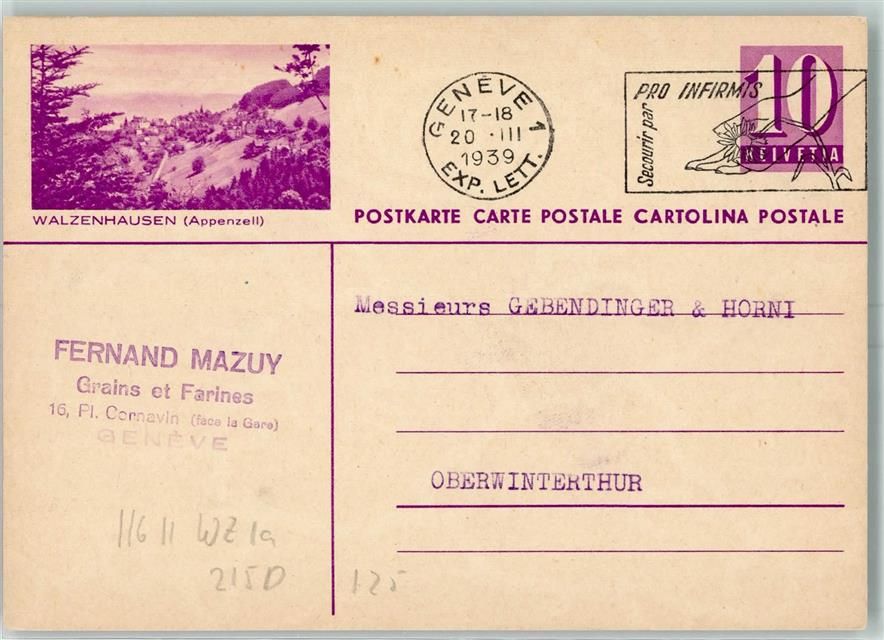 WALZENHAUSEN (Appenzell)
GENÈVE 1
17-18
20·III
1939
EXP. LETT.
PRO INFIRMIS
Secourir par
10
HELVETIA
POSTKARTE CARTE POSTALE CARTOLINA POSTALE
Messieurs GEBENDINGER & HORNI
OBERWINTERTHUR
FERNAND MAZUY
Grains et Farines
16, Pl. Cornavin (face la Gare)
GENÈVE
116 II WZ 1a
215D
125